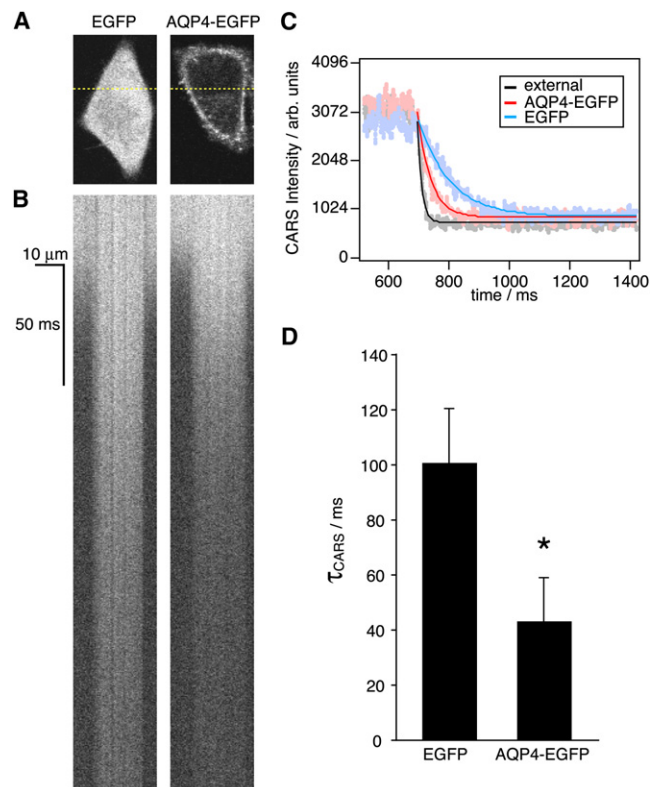 A
EGFP
AQP4-EGFP
B
10 μm
50 ms
C
4096
3072
2048
1024
0
CARS Intensity / arb. units
external
AQP4-EGFP
EGFP
600
800
1000
1200
1400
time / ms
D
140
120
100
80
60
40
20
0
τCARS / ms
*
EGFP
AQP4-EGFP